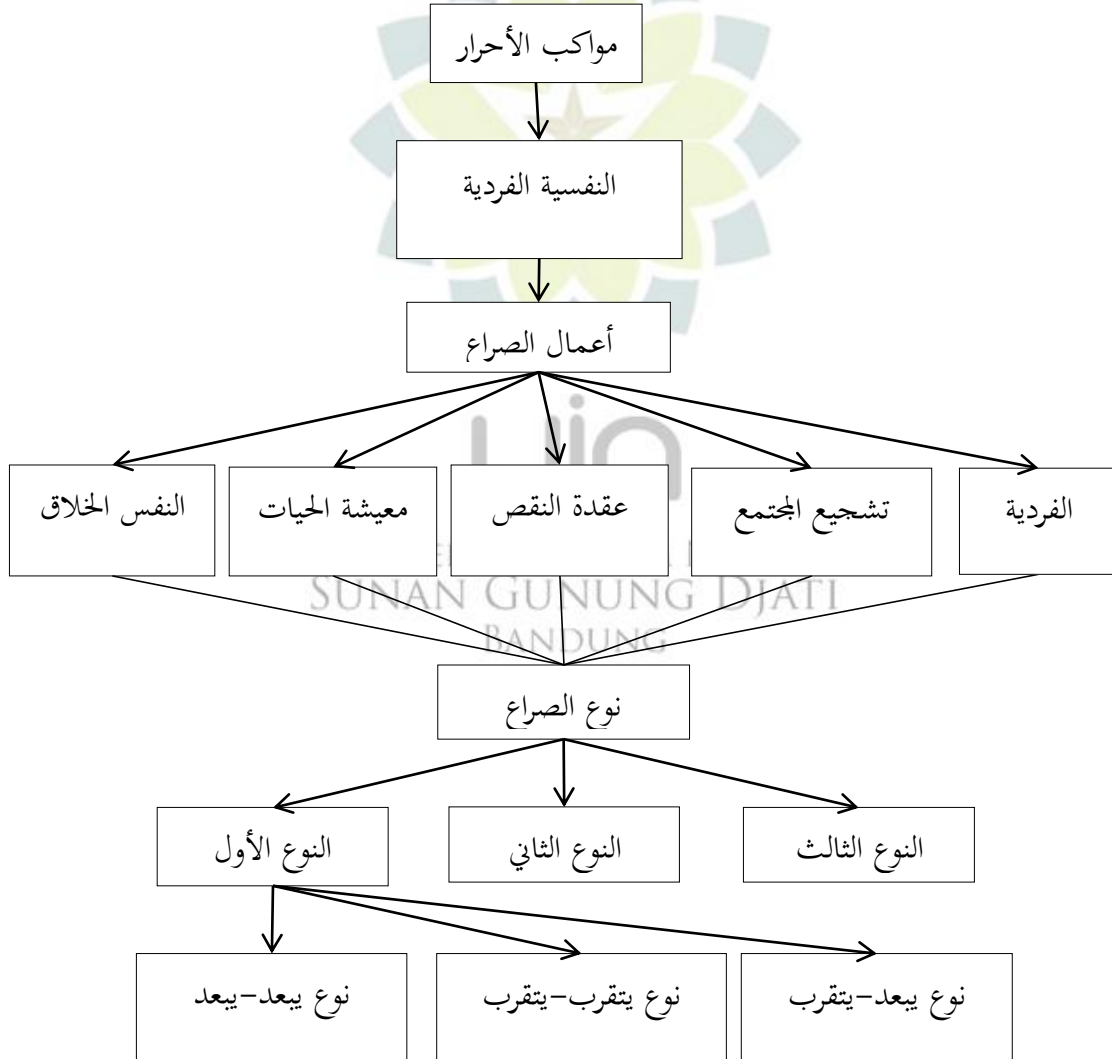 مواكب الأحرار
النفسية الفردية
أعمال الصراع
الفردية
تشجيع المجتمع
عقدة النقص
معيشة الحيات
النفس الخلاق
uin
SUNAN GUNUNG DJATI
BANDUNG
نوع الصراع
النوع الثالث
النوع الثاني
النوع الأول
نوع يبعد-يتقرب
نوع يتقرب-يتقرب
نوع يبعد-يبعد